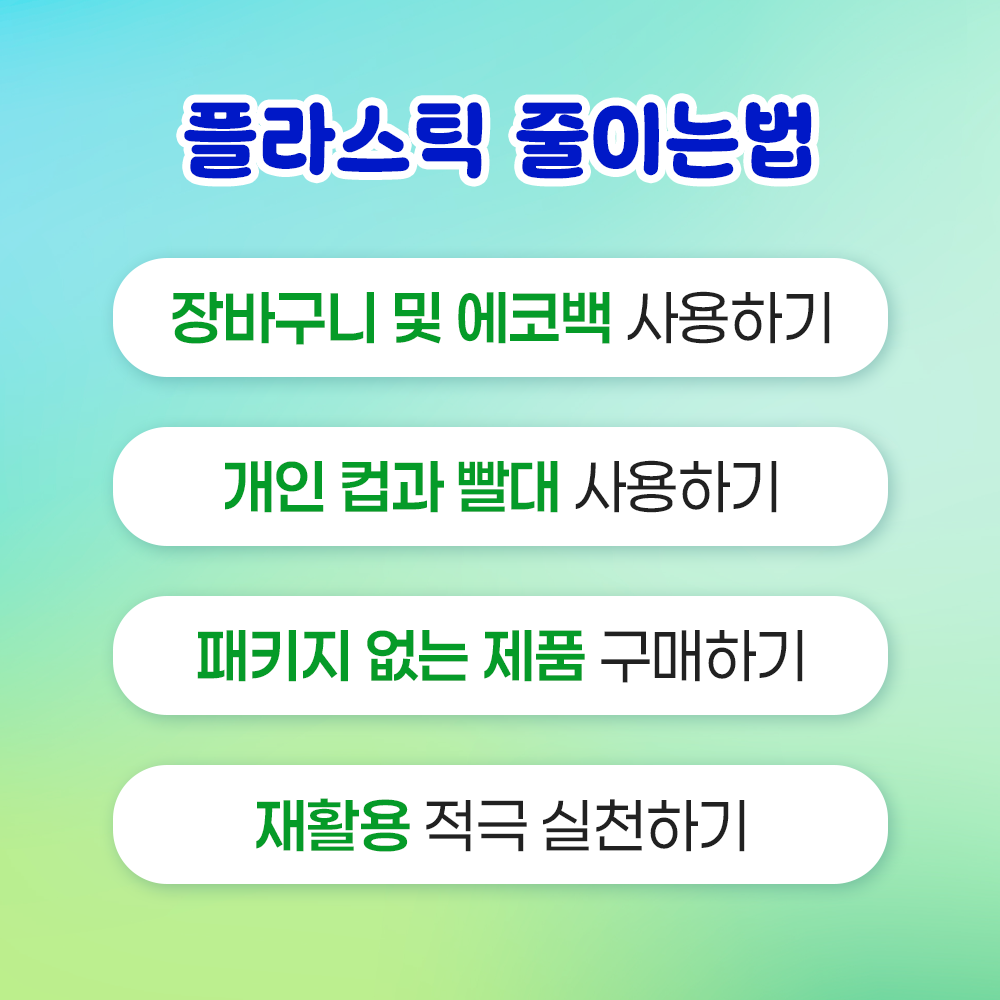 플라스틱 줄이는법
장바구니 및 에코백 사용하기
개인 컵과 빨대 사용하기
패키지 없는 제품 구매하기
재활용 적극 실천하기